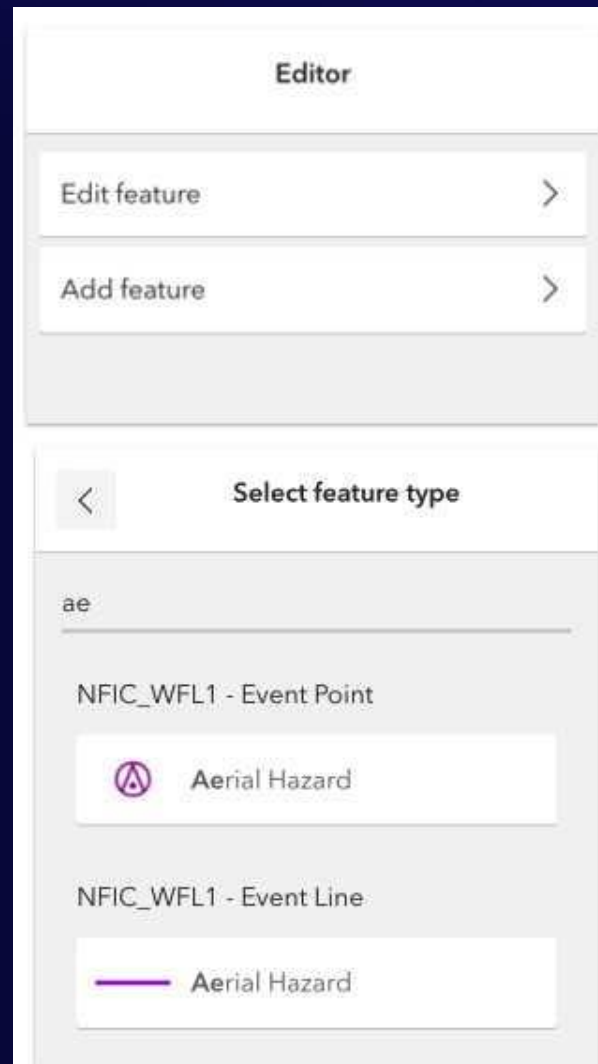 Editor
Edit feature
Add feature
Select feature type
ae
NFIC_WFL1 - Event Point
Aerial Hazard
NFIC_WFL1 - Event Line
Aerial Hazard